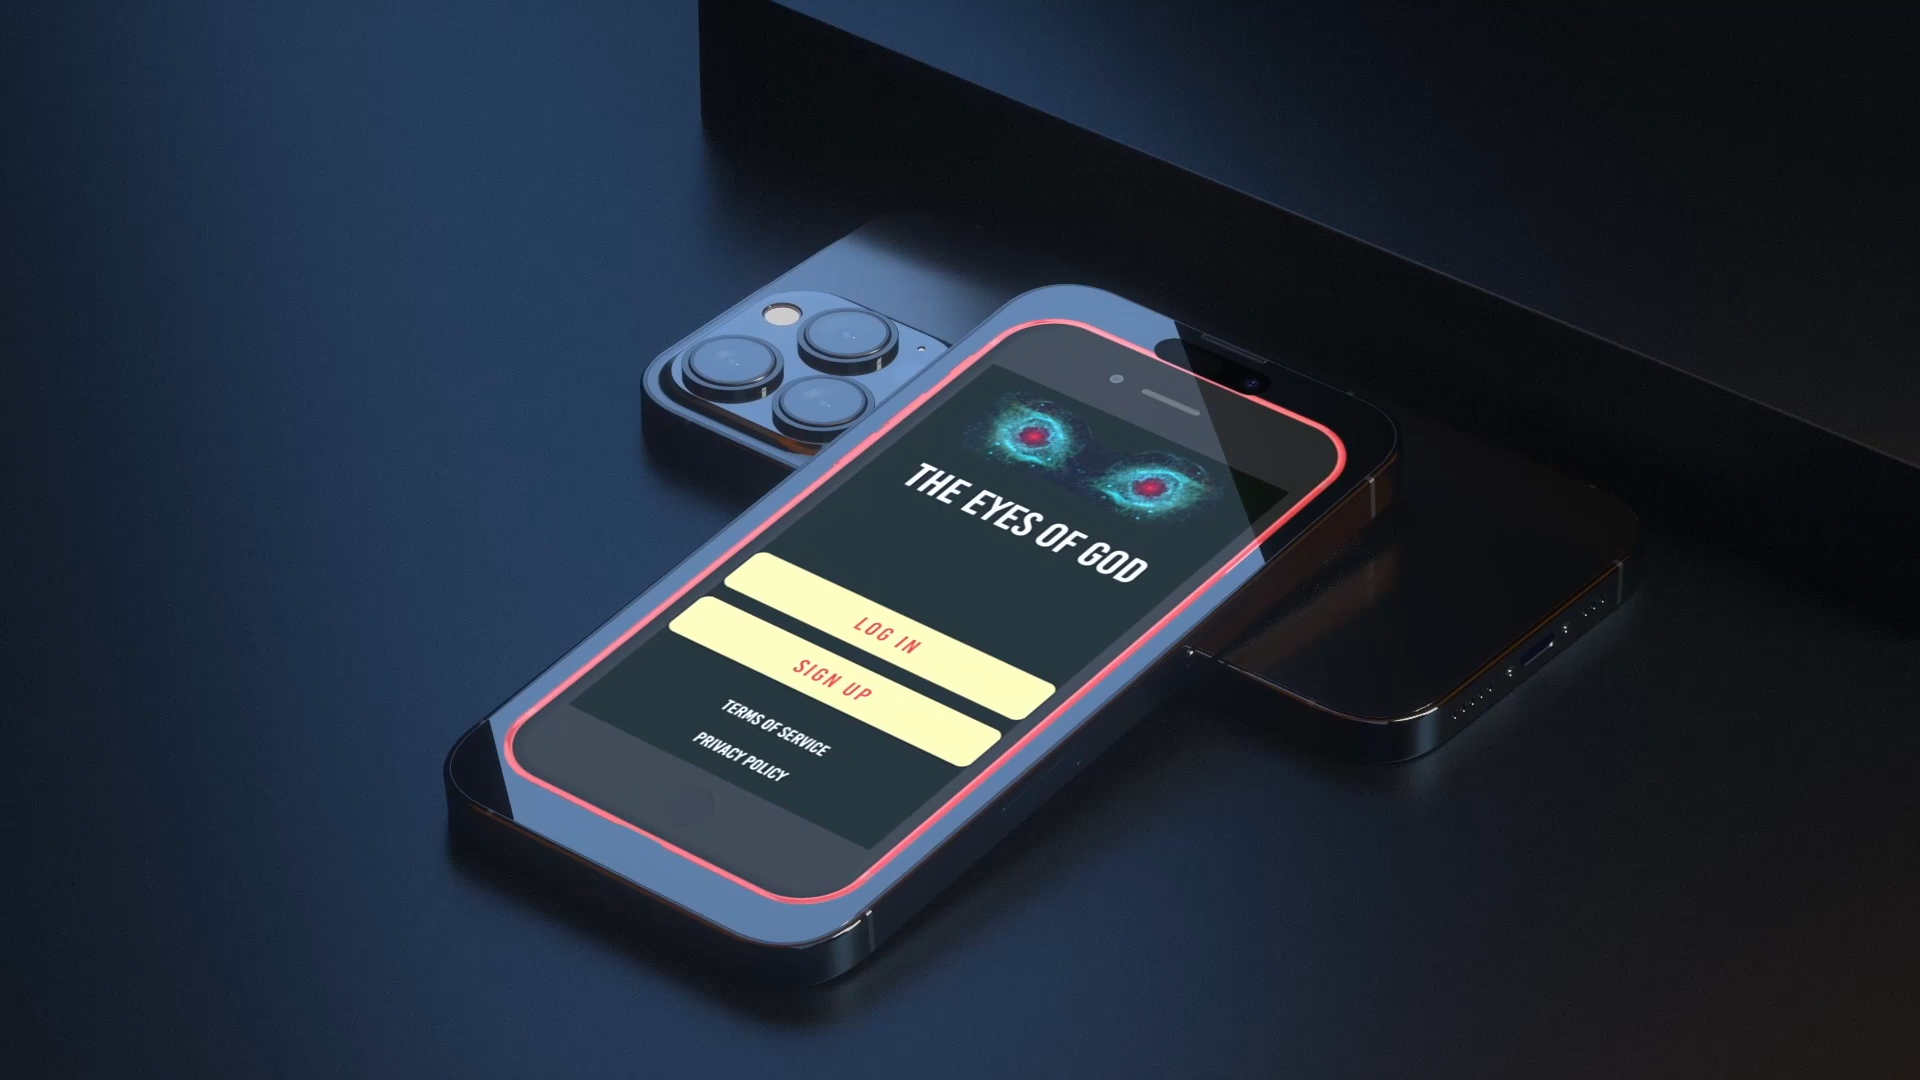 THE EYES OF GOD
LOG IN
SIGN UP
TERMS OF SERVICE
PRIVACY POLICY